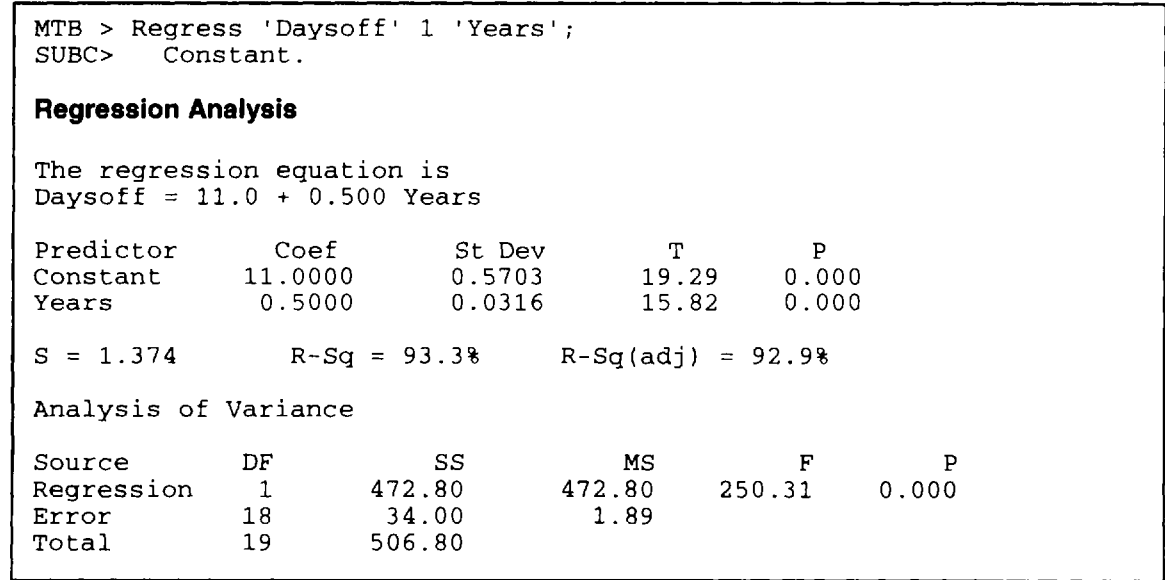 MTB > Regress 'Daysoff' 1 'Years';
SUBC> Constant.
Regression Analysis
The regression equation is
Daysoff = 11.0 + 0.500 Years
Predictor Coef St Dev T P
Constant 11.0000 0.5703 19.29 0.000
Years 0.5000 0.0316 15.82 0.000
S = 1.374 R-Sq = 93.3% R-Sq(adj) = 92.9%
Analysis of Variance
Source DF SS MS F P
Regression 1 472.80 472.80 250.31 0.000
Error 18 34.00 1.89
Total 19 506.80